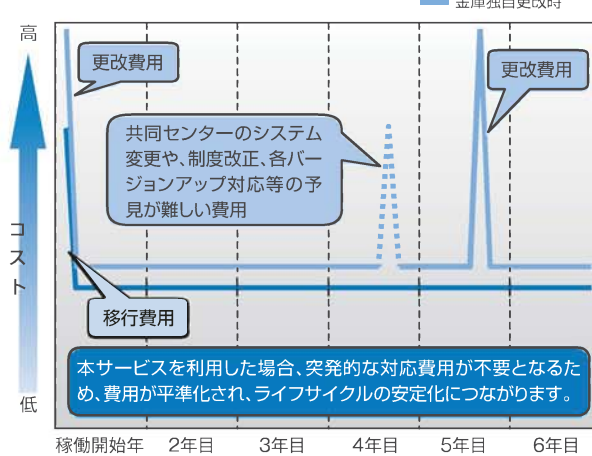 金庫独自更改時
高
更改費用
更改費用
共同センターのシステム
変更や、制度改正、各バー
ジョンアップ対応等の予
見が難しい費用
コスト
移行費用
本サービスを利用した場合、突発的な対応費用が不要となるた
め、費用が平準化され、ライフサイクルの安定化につながります。
低
稼働開始年 2年目 3年目 4年目 5年目 6年目